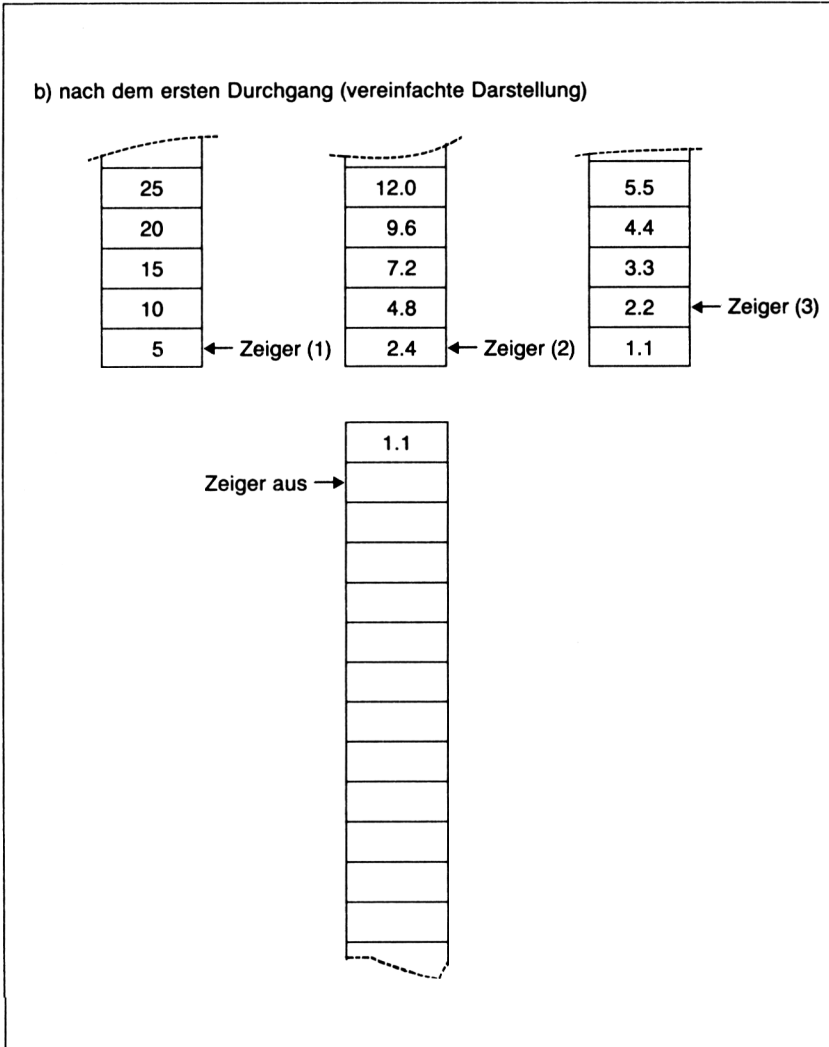 b) nach dem ersten Durchgang (vereinfachte Darstellung)
25 12.0 5.5
20 9.6 4.4
15 7.2 3.3
10 4.8 2.2 Zeiger (3)
5 Zeiger (1) 2.4 Zeiger (2) 1.1
1.1
Zeiger aus